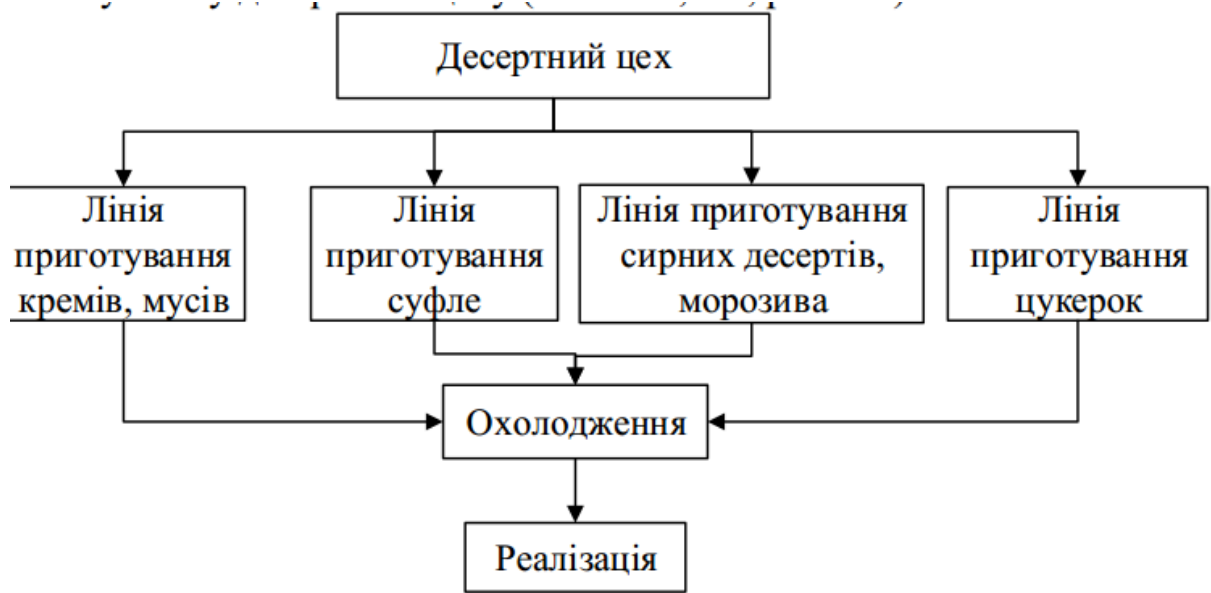 Десертний цех
Лінія
приготування
кремів, мусів
Лінія
приготування
суфле
Лінія приготування
сирних десертів,
морозива
Лінія
приготування
цукерок
Охолодження
Реалізація